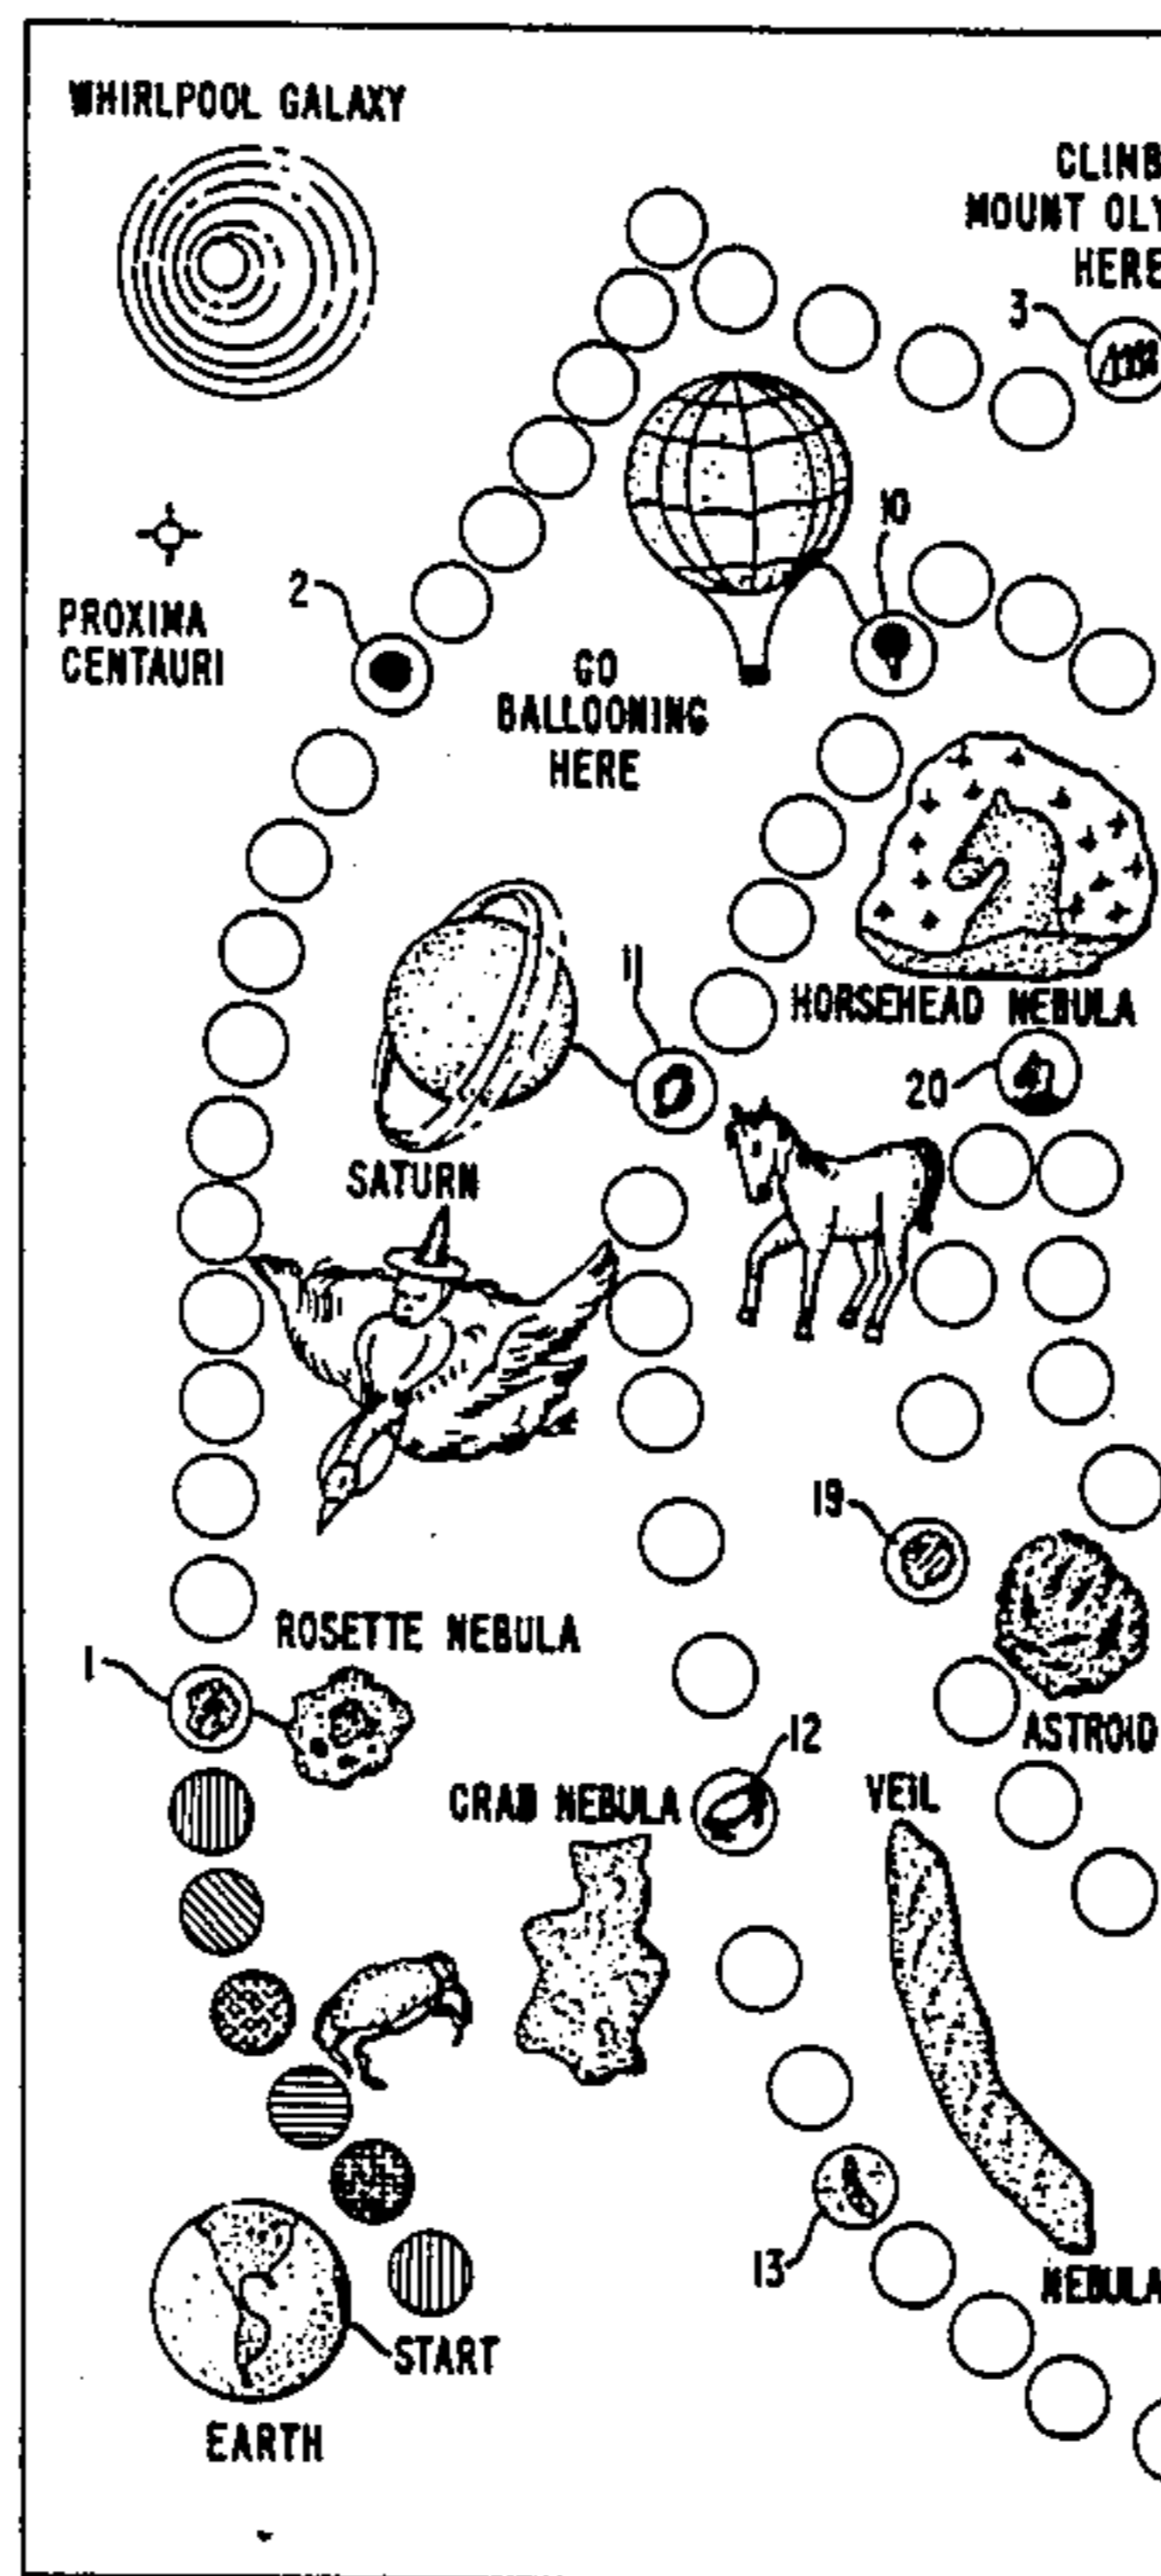 WHIRLPOOL GALAXY
CLIMB
MOUNT OLY
HERE
3
10
2
PROXIMA
CENTAURI
GO
BALLOONING
HERE
11
HORSEHEAD NEBULA
20
SATURN
19
ROSETTE NEBULA
1
12
ASTROID
CRAB NEBULA
VEIL
13
NEBULA
START
EARTH